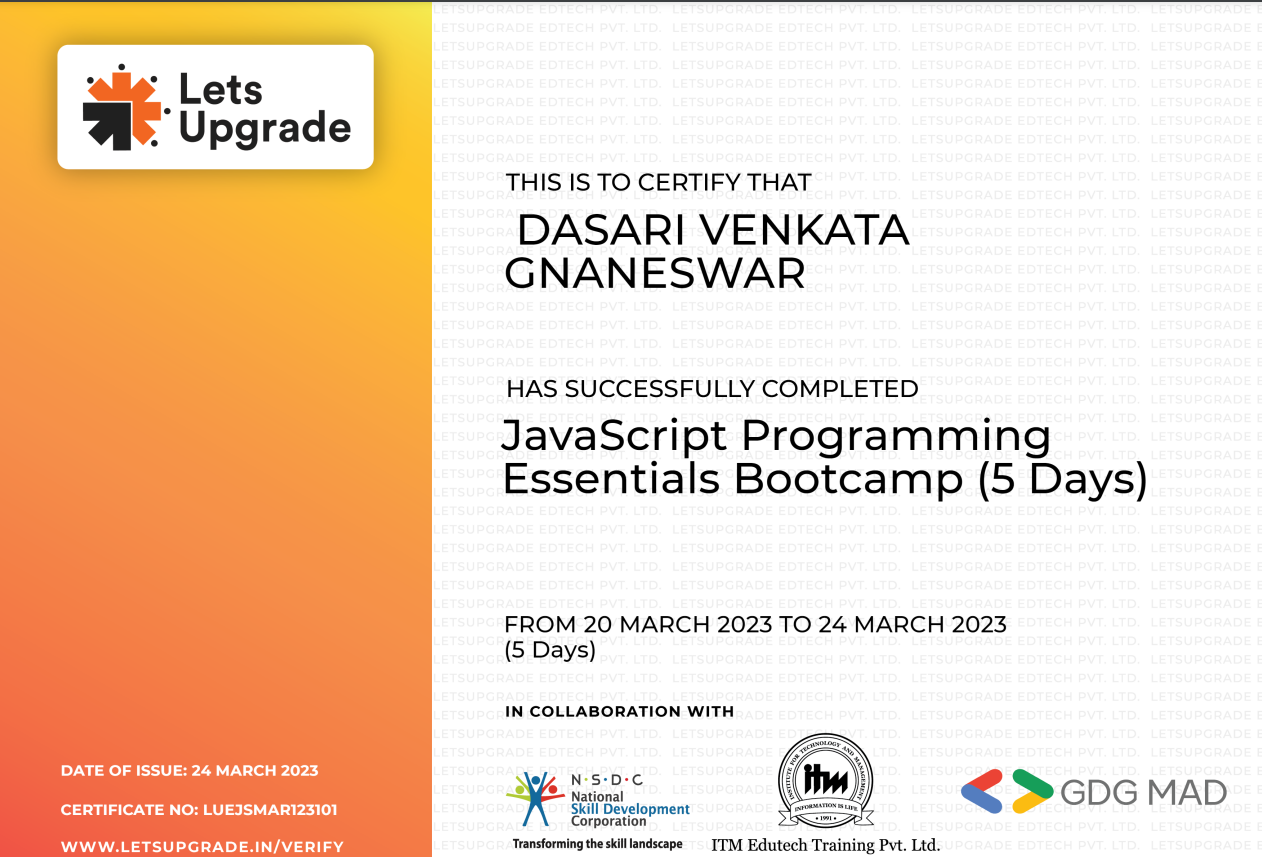 Lets
Upgrade
THIS IS TO CERTIFY THAT
DASARI VENKATA
GNANESWAR
HAS SUCCESSFULLY COMPLETED
JavaScript Programming
Essentials Bootcamp (5 Days)
FROM 20 MARCH 2023 TO 24 MARCH 2023
(5 Days)
IN COLLABORATION WITH
DATE OF ISSUE: 24 MARCH 2023
CERTIFICATE NO: LUEJSMAR123101
WWW.LETSUPGRADE.IN/VERIFY
N·S·D·C
National
Skill Development
Corporation
Transforming the skill landscape
INSTITUTE FOR TECHNOLOGY AND MANAGEMENT
itm
INFORMATION IS LIFE
• 1991 •
ITM Edutech Training Pvt. Ltd.
GDG MAD
LETSUPGRADE EDTECH PVT. LTD.